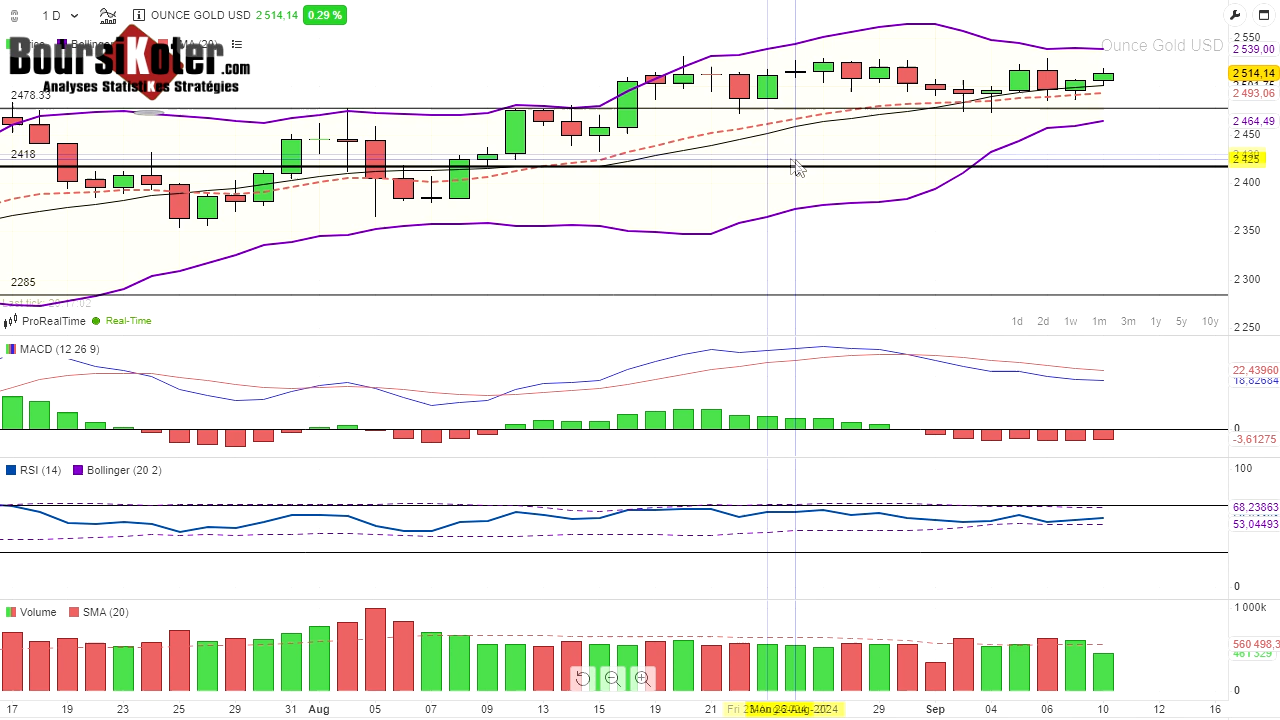 1 D
OUNCE GOLD USD 2 514,14 0.29 %
BoursiKoter.com
Analyses StatistiKes Stratégies
Bollinger
Ounce Gold USD
2478.33
2418
2285
2 550
2 539,00
2 514,14
2 493,06
2 464,49
2 450
2 425
2 400
2 350
2 300
2 250
ProRealTime Real-Time
1d 2d 1w 1m 3m 1y 5y 10y
MACD (12 26 9)
22,43960
18,82684
0
-3,61275
RSI (14) Bollinger (20 2)
100
68,23863
53,04493
0
Volume SMA (20)
1 000k
560 498,3
0
17 19 23 25 29 31 Aug 05 07 09 13 15 19 21 Mon 26-Aug-2024 29 Sep 04 06 10 12 16